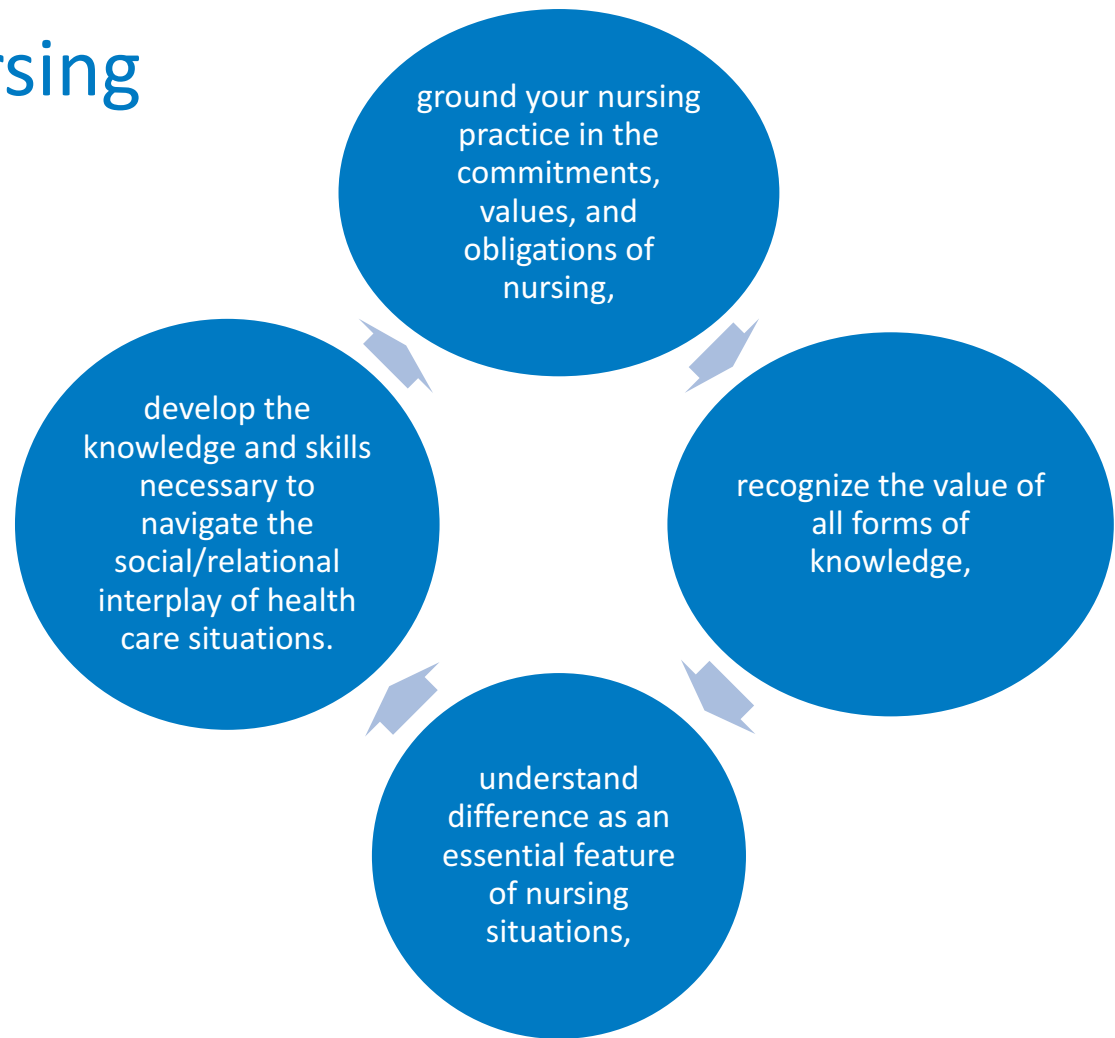 rsing
ground your nursing
practice in the
commitments,
values, and
obligations of
nursing,
recognize the value of
all forms of
knowledge,
understand
difference as an
essential feature
of nursing
situations,
develop the
knowledge and skills
necessary to
navigate the
social/relational
interplay of health
care situations.